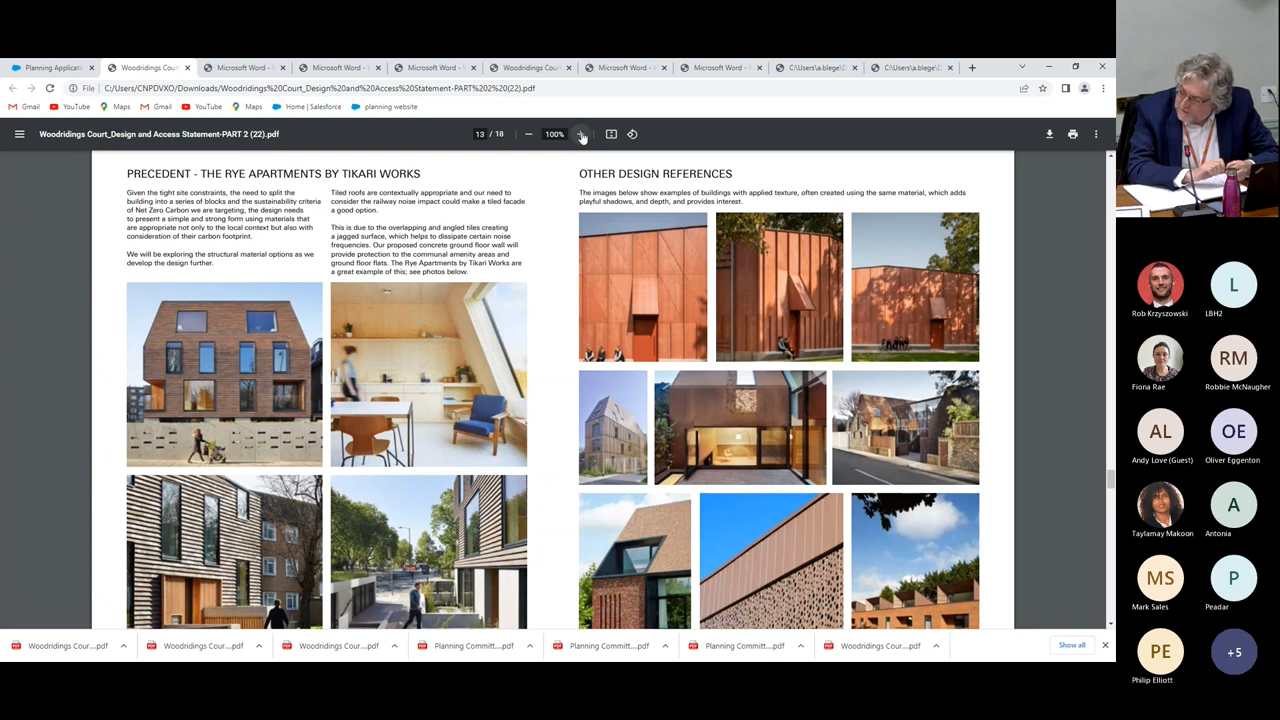 Planning Applicati
Woodridings Cour
Microsoft Word -
Microsoft Word -
Microsoft Word -
Woodridings Cour
Microsoft Word -
Microsoft Word -
C:\Users\a.blege\D
C:\Users\a.blege\D
File
C:/Users/CNPDVXO/Downloads/Woodridings%20Court_Design%20and%20Access%20Statement-PART%202%20(22).pdf
Gmail
YouTube
Maps
Gmail
YouTube
Maps
Home | Salesforce
planning website
Woodridings Court_Design and Access Statement-PART 2 (22).pdf
13 / 18
100%
PRECEDENT - THE RYE APARTMENTS BY TIKARI WORKS
Given the tight site constraints, the need to split the
building into a series of blocks and the sustainability criteria
of Net Zero Carbon we are targeting, the design needs
to present a simple and strong form using materials that
are appropriate not only to the local context but also with
consideration of their carbon footprint.
We will be exploring the structural material options as we
develop the design further.
Tiled roofs are contextually appropriate and our need to
consider the railway noise impact could make a tiled facade
a good option.
This is due to the overlapping and angled tiles creating
a jagged surface, which helps to dissipate certain noise
frequencies. Our proposed concrete ground floor wall will
provide protection to the communal amenity areas and
ground floor flats. The Rye Apartments by Tikari Works are
a great example of this; see photos below.
OTHER DESIGN REFERENCES
The images below show examples of buildings with applied texture, often created using the same material, which adds
playful shadows, and depth, and provides interest.
Woodridings Cour....pdf
Woodridings Cour....pdf
Woodridings Cour....pdf
Planning Committ....pdf
Planning Committ....pdf
Planning Committ....pdf
Woodridings Cour....pdf
Show all
Rob Krzyszowski
L
LBH2
Fiona Rae
RM
Robbie McNaugher
AL
Andy Love (Guest)
OE
Oliver Eggenton
Taylamay Makoon
A
Antonia
MS
Mark Sales
P
Peadar
PE
Philip Elliott
+5